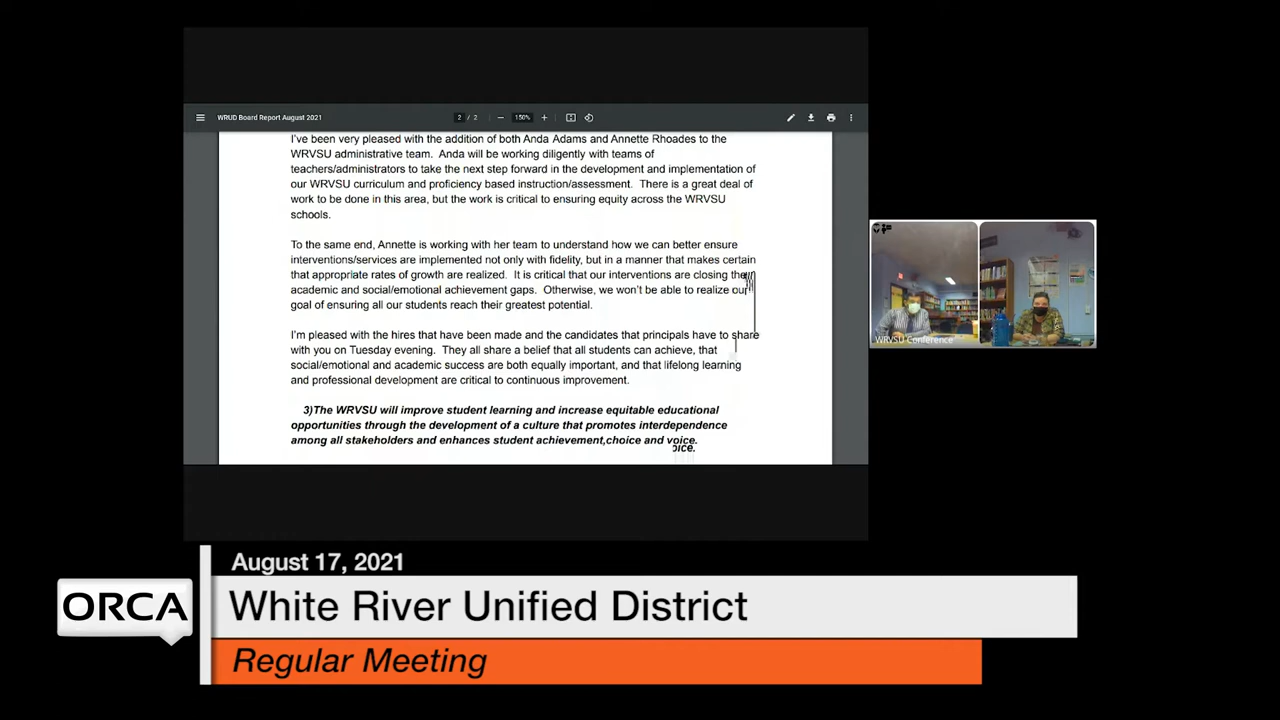 WRUD Board Report August 2021
2 / 2
150%
I've been very pleased with the addition of both Anda Adams and Annette Rhoades to the
WRVSU administrative team. Anda will be working diligently with teams of
teachers/administrators to take the next step forward in the development and implementation of
our WRVSU curriculum and proficiency based instruction/assessment. There is a great deal of
work to be done in this area, but the work is critical to ensuring equity across the WRVSU
schools.
To the same end, Annette is working with her team to understand how we can better ensure
interventions/services are implemented not only with fidelity, but in a manner that makes certain
that appropriate rates of growth are realized. It is critical that our interventions are closing the
academic and social/emotional achievement gaps. Otherwise, we won't be able to realize our
goal of ensuring all our students reach their greatest potential.
I'm pleased with the hires that have been made and the candidates that principals have to share
with you on Tuesday evening. They all share a belief that all students can achieve, that
social/emotional and academic success are both equally important, and that lifelong learning
and professional development are critical to continuous improvement.
3)The WRVSU will improve student learning and increase equitable educational
opportunities through the development of a culture that promotes interdependence
among all stakeholders and enhances student achievement,choice and voice.
oice.
WRVSU Conference
August 17, 2021
ORCA
White River Unified District
Regular Meeting